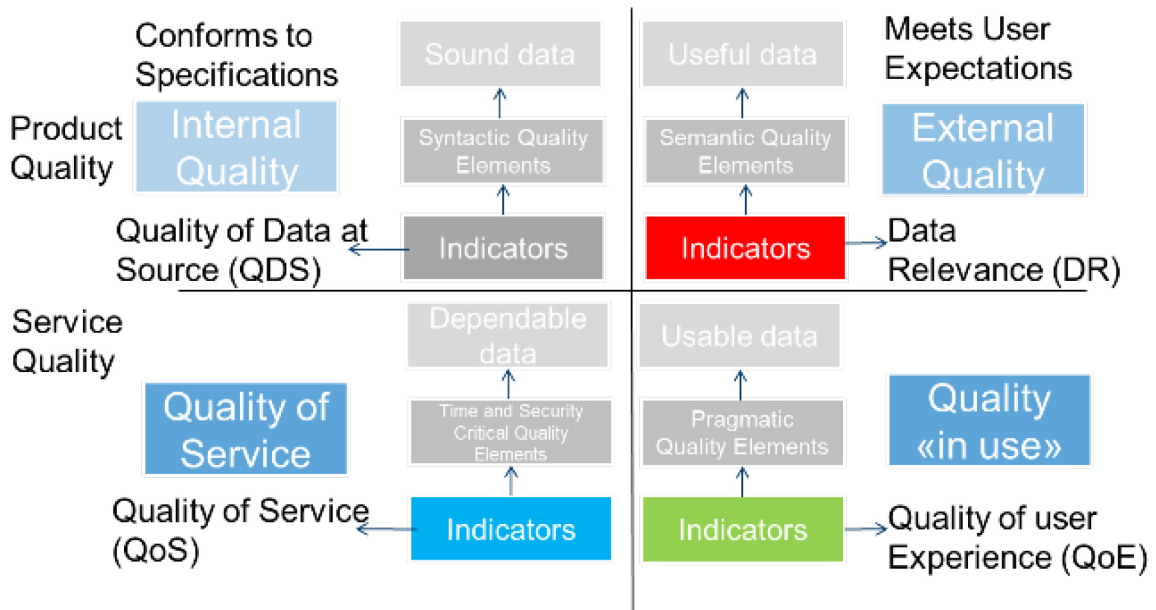 Conforms to
Specifications
Sound data
Useful data
Meets User
Expectations
Product
Quality
Internal
Quality
Syntactic Quality
Elements
Semantic Quality
Elements
External
Quality
Quality of Data at
Source (QDS)
Indicators
Indicators
Data
Relevance (DR)
Service
Quality
Dependable
data
Usable data
Quality of
Service
Time and Security
Critical Quality
Elements
Pragmatic
Quality Elements
Quality
«in use»
Quality of Service
(QoS)
Indicators
Indicators
Quality of user
Experience (QoE)